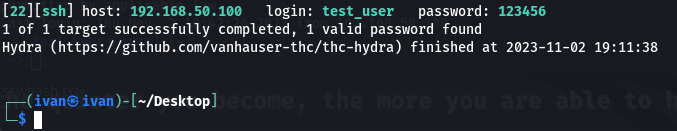 [22][ssh] host: 192.168.50.100   login: test_user   password: 123456
1 of 1 target successfully completed, 1 valid password found
Hydra (https://github.com/vanhauser-thc/thc-hydra) finished at 2023-11-02 19:11:38
become, the more you are able to
┌──(ivan㉿ivan)-[~/Desktop]
└─$